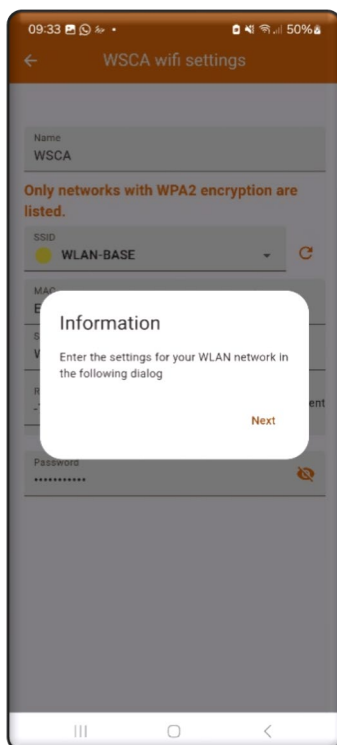 09:33 50%
WSCA wifi settings
Name
WSCA
Only networks with WPA2 encryption are
listed.
SSID
WLAN-BASE
MAC
Information
Enter the settings for your WLAN network in
the following dialog
Next
Password